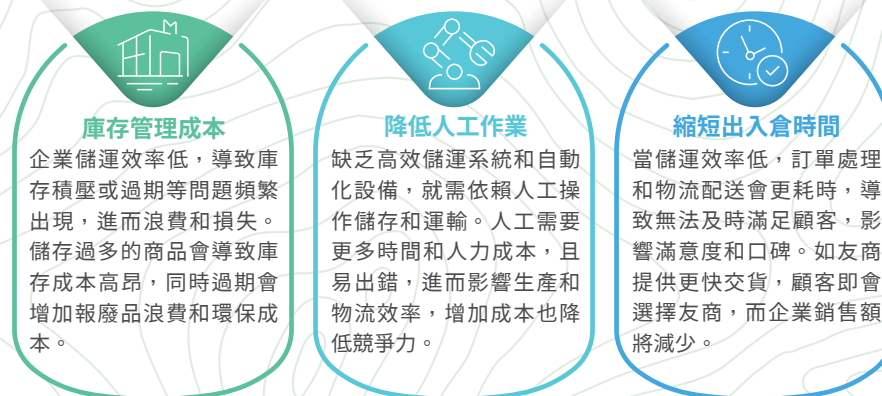 庫存管理成本
企業儲運效率低，導致庫
存積壓或過期等問題頻繁
出現，進而浪費和損失。
儲存過多的商品會導致庫
存成本高昂，同時過期會
增加報廢品浪費和環保成
本。
降低人工作業
缺乏高效儲運系統和自動
化設備，就需依賴人工操
作儲存和運輸。人工需要
更多時間和人力成本，且
易出錯，進而影響生產和
物流效率，增加成本也降
低競爭力。
縮短出入倉時間
當儲運效率低，訂單處理
和物流配送會更耗時，導
致無法及時滿足顧客，影
響滿意度和口碑。如友商
提供更快交貨，顧客即會
選擇友商，而企業銷售額
將減少。